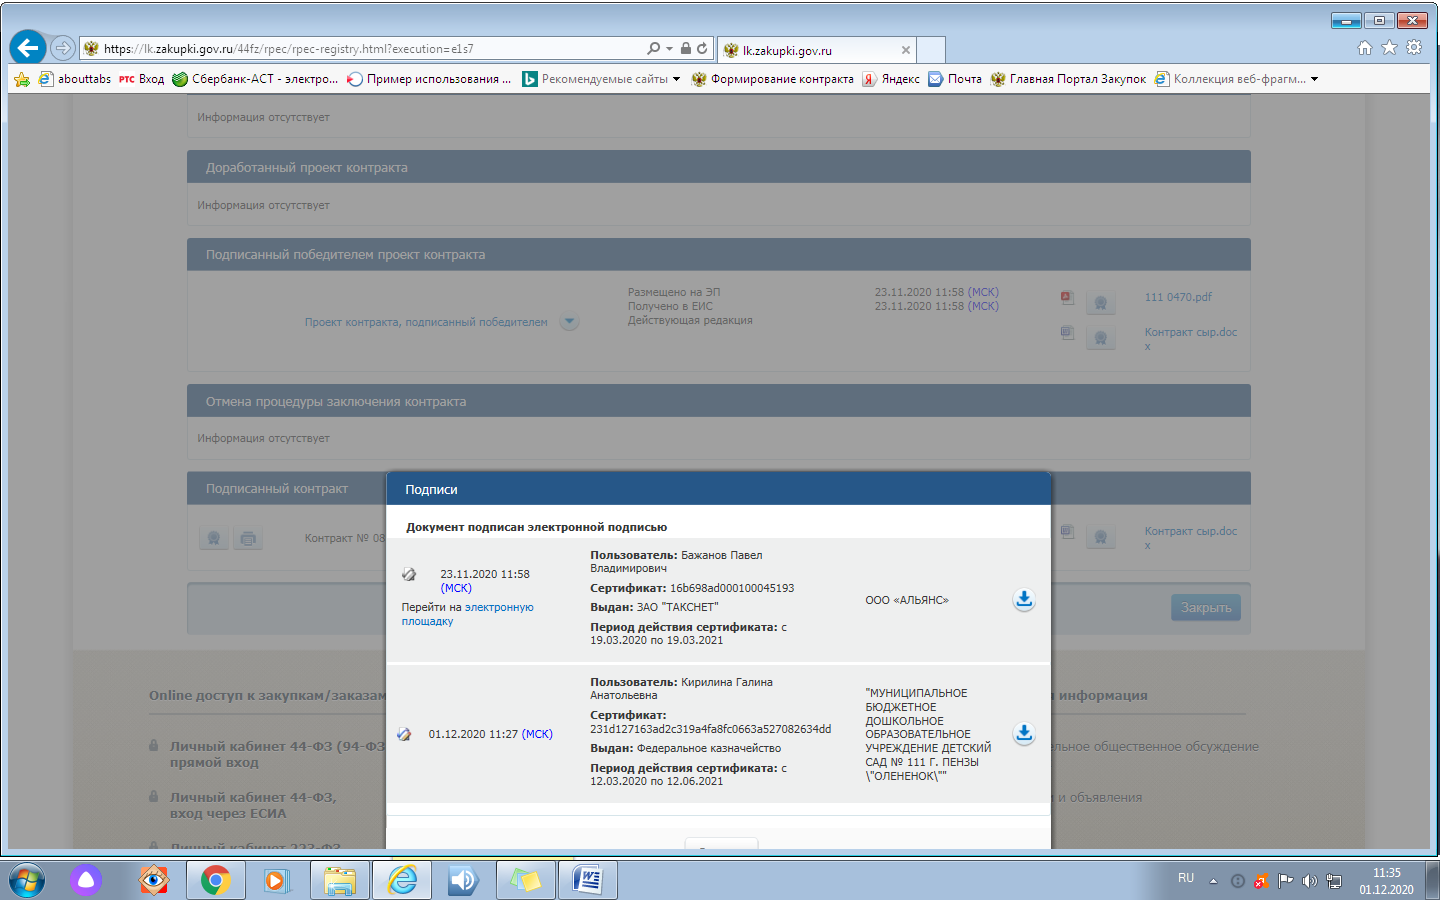 https://lk.zakupki.gov.ru/44fz/rpec/rpec-registry.html?execution=e1s7
lk.zakupki.gov.ru
abouttabs РТС Вход Сбербанк-АСТ - электро... Пример использования ... Рекомендуемые сайты Формирование контракта Яндекс Почта Главная Портал Закупок Коллекция веб-фрагм...
Информация отсутствует
Доработанный проект контракта
Информация отсутствует
Подписанный победителем проект контракта
Проект контракта, подписанный победителем
Размещено на ЭП 23.11.2020 11:58 (МСК)
Получено в ЕИС 23.11.2020 11:58 (МСК)
Действующая редакция
111 0470.pdf
Контракт сыр.doc
x
Отмена процедуры заключения контракта
Информация отсутствует
Подписанный контракт
Контракт № 08
Контракт сыр.doc
x
Закрыть
Подписи
Документ подписан электронной подписью
23.11.2020 11:58
(МСК)
Перейти на электронную
площадку
Пользователь: Бажанов Павел
Владимирович
Сертификат: 16b698ad000100045193
Выдан: ЗАО "ТАКСНЕТ"
Период действия сертификата: с
19.03.2020 по 19.03.2021
ООО «АЛЬЯНС»
01.12.2020 11:27 (МСК)
Пользователь: Кирилина Галина
Анатольевна
Сертификат:
231d127163ad2c319a4fa8fc0663a527082634dd
Выдан: Федеральное казначейство
Период действия сертификата: с
12.03.2020 по 12.06.2021
"МУНИЦИПАЛЬНОЕ
БЮДЖЕТНОЕ
ДОШКОЛЬНОЕ
ОБРАЗОВАТЕЛЬНОЕ
УЧРЕЖДЕНИЕ ДЕТСКИЙ
САД № 111 Г. ПЕНЗЫ
\"ОЛЕНЕНОК\""
Online доступ к закупкам/заказам
Личный кабинет 44-ФЗ (94-ФЗ
прямой вход
Личный кабинет 44-ФЗ,
вход через ЕСИА
Личный кабинет 223-ФЗ
информация
ельное общественное обсуждение
и объявления
RU
11:35
01.12.2020